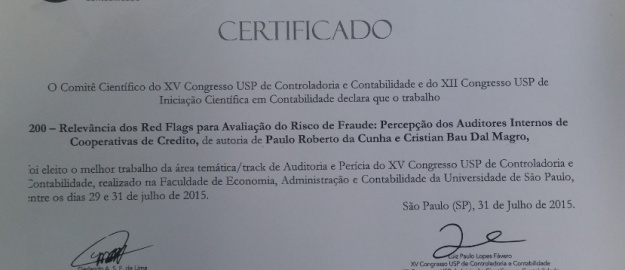 CERTIFICADO
O Comitê Científico do XV Congresso USP de Controladoria e Contabilidade e do XII Congresso USP de
Iniciação Científica em Contabilidade declara que o trabalho
200 – Relevância dos Red Flags para Avaliação do Risco de Fraude: Percepção dos Auditores Internos de
Cooperativas de Credito, de autoria de Paulo Roberto da Cunha e Cristian Bau Dal Magro,
foi eleito o melhor trabalho da área temática/track de Auditoria e Perícia do XV Congresso USP de Controladoria e
Contabilidade, realizado na Faculdade de Economia, Administração e Contabilidade da Universidade de São Paulo,
entre os dias 29 e 31 de julho de 2015.
São Paulo (SP), 31 de Julho de 2015.
Luiz Paulo Lopes Fávero
XV Congresso USP de Controladoria e Contabilidade